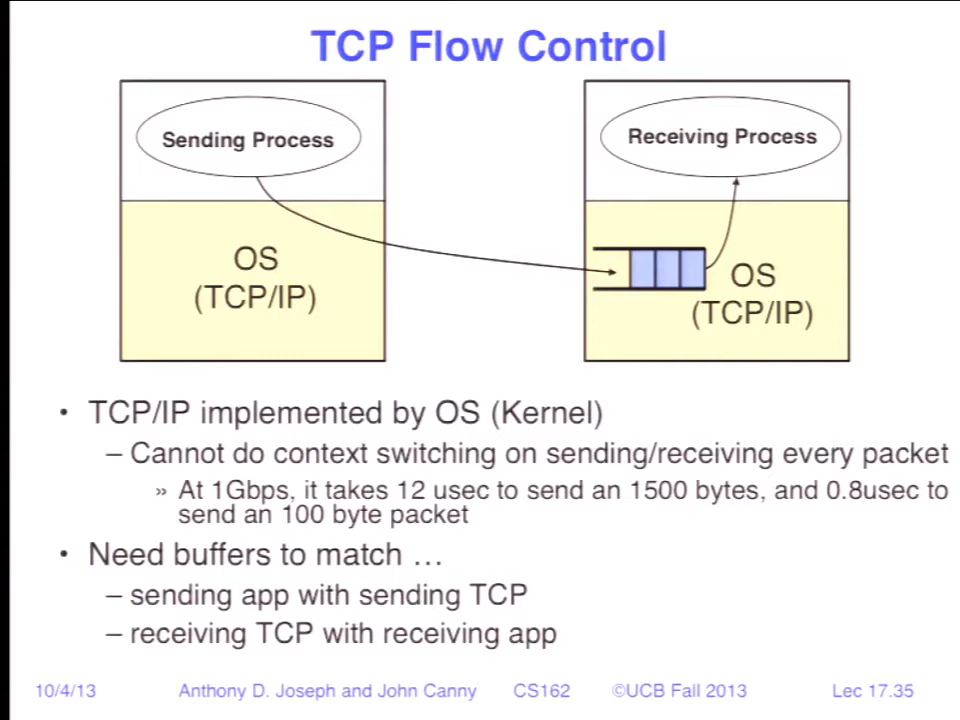 TCP Flow Control
Sending Process
Receiving Process
OS
(TCP/IP)
OS
(TCP/IP)
• TCP/IP implemented by OS (Kernel)
– Cannot do context switching on sending/receiving every packet
» At 1Gbps, it takes 12 usec to send an 1500 bytes, and 0.8usec to
send an 100 byte packet
• Need buffers to match …
– sending app with sending TCP
– receiving TCP with receiving app
10/4/13 Anthony D. Joseph and John Canny CS162 ©UCB Fall 2013 Lec 17.35